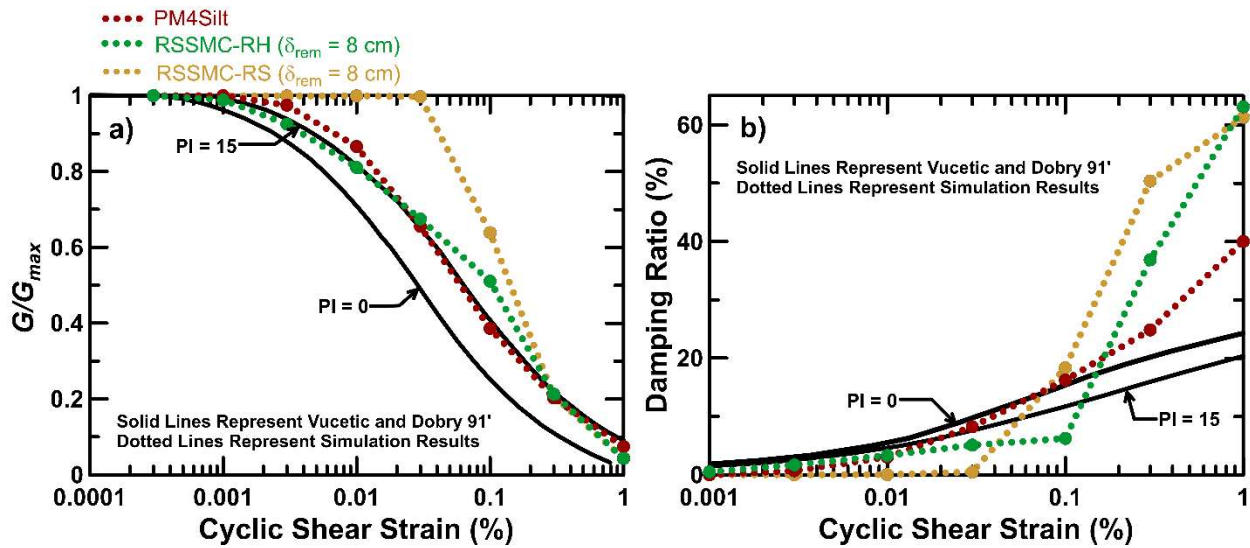 PM4Silt
RSSMC-RH (δrem = 8 cm)
RSSMC-RS (δrem = 8 cm)
1
0.8
0.6
0.4
0.2
0
G/Gmax
a)
PI = 15
PI = 0
Solid Lines Represent Vucetic and Dobry 91'
Dotted Lines Represent Simulation Results
0.0001
0.001
0.01
0.1
1
Cyclic Shear Strain (%)
60
40
20
0
Damping Ratio (%)
b)
Solid Lines Represent Vucetic and Dobry 91'
Dotted Lines Represent Simulation Results
PI = 0
PI = 15
0.001
0.01
0.1
1
Cyclic Shear Strain (%)